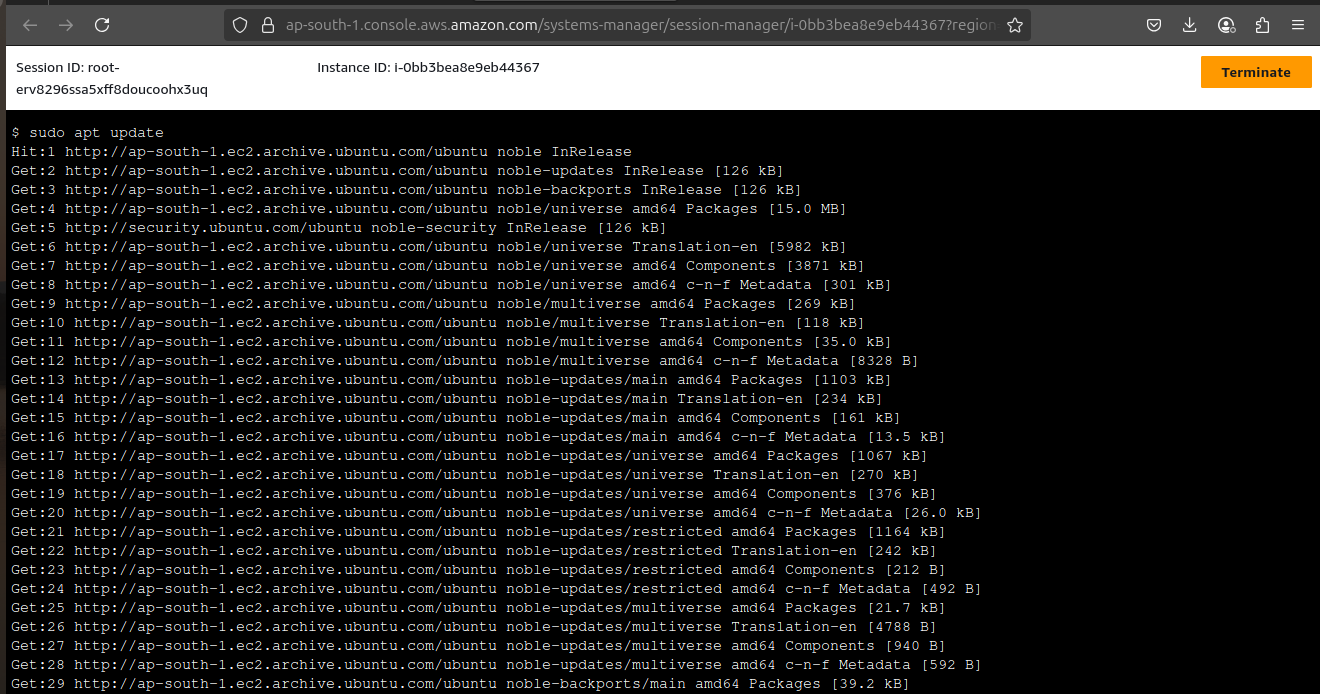 ap-south-1.console.aws.amazon.com/systems-manager/session-manager/i-0bb3bea8e9eb44367?region
Session ID: root-
erv8296ssa5xff8doucoohx3uq
Instance ID: i-0bb3bea8e9eb44367
Terminate
$ sudo apt update
Hit:1 http://ap-south-1.ec2.archive.ubuntu.com/ubuntu noble InRelease
Get:2 http://ap-south-1.ec2.archive.ubuntu.com/ubuntu noble-updates InRelease [126 kB]
Get:3 http://ap-south-1.ec2.archive.ubuntu.com/ubuntu noble-backports InRelease [126 kB]
Get:4 http://ap-south-1.ec2.archive.ubuntu.com/ubuntu noble/universe amd64 Packages [15.0 MB]
Get:5 http://security.ubuntu.com/ubuntu noble-security InRelease [126 kB]
Get:6 http://ap-south-1.ec2.archive.ubuntu.com/ubuntu noble/universe Translation-en [5982 kB]
Get:7 http://ap-south-1.ec2.archive.ubuntu.com/ubuntu noble/universe amd64 Components [3871 kB]
Get:8 http://ap-south-1.ec2.archive.ubuntu.com/ubuntu noble/universe amd64 c-n-f Metadata [301 kB]
Get:9 http://ap-south-1.ec2.archive.ubuntu.com/ubuntu noble/multiverse amd64 Packages [269 kB]
Get:10 http://ap-south-1.ec2.archive.ubuntu.com/ubuntu noble/multiverse Translation-en [118 kB]
Get:11 http://ap-south-1.ec2.archive.ubuntu.com/ubuntu noble/multiverse amd64 Components [35.0 kB]
Get:12 http://ap-south-1.ec2.archive.ubuntu.com/ubuntu noble/multiverse amd64 c-n-f Metadata [8328 B]
Get:13 http://ap-south-1.ec2.archive.ubuntu.com/ubuntu noble-updates/main amd64 Packages [1103 kB]
Get:14 http://ap-south-1.ec2.archive.ubuntu.com/ubuntu noble-updates/main Translation-en [234 kB]
Get:15 http://ap-south-1.ec2.archive.ubuntu.com/ubuntu noble-updates/main amd64 Components [161 kB]
Get:16 http://ap-south-1.ec2.archive.ubuntu.com/ubuntu noble-updates/main amd64 c-n-f Metadata [13.5 kB]
Get:17 http://ap-south-1.ec2.archive.ubuntu.com/ubuntu noble-updates/universe amd64 Packages [1067 kB]
Get:18 http://ap-south-1.ec2.archive.ubuntu.com/ubuntu noble-updates/universe Translation-en [270 kB]
Get:19 http://ap-south-1.ec2.archive.ubuntu.com/ubuntu noble-updates/universe amd64 Components [376 kB]
Get:20 http://ap-south-1.ec2.archive.ubuntu.com/ubuntu noble-updates/universe amd64 c-n-f Metadata [26.0 kB]
Get:21 http://ap-south-1.ec2.archive.ubuntu.com/ubuntu noble-updates/restricted amd64 Packages [1164 kB]
Get:22 http://ap-south-1.ec2.archive.ubuntu.com/ubuntu noble-updates/restricted Translation-en [242 kB]
Get:23 http://ap-south-1.ec2.archive.ubuntu.com/ubuntu noble-updates/restricted amd64 Components [212 B]
Get:24 http://ap-south-1.ec2.archive.ubuntu.com/ubuntu noble-updates/restricted amd64 c-n-f Metadata [492 B]
Get:25 http://ap-south-1.ec2.archive.ubuntu.com/ubuntu noble-updates/multiverse amd64 Packages [21.7 kB]
Get:26 http://ap-south-1.ec2.archive.ubuntu.com/ubuntu noble-updates/multiverse Translation-en [4788 B]
Get:27 http://ap-south-1.ec2.archive.ubuntu.com/ubuntu noble-updates/multiverse amd64 Components [940 B]
Get:28 http://ap-south-1.ec2.archive.ubuntu.com/ubuntu noble-updates/multiverse amd64 c-n-f Metadata [592 B]
Get:29 http://ap-south-1.ec2.archive.ubuntu.com/ubuntu noble-backports/main amd64 Packages [39.2 kB]